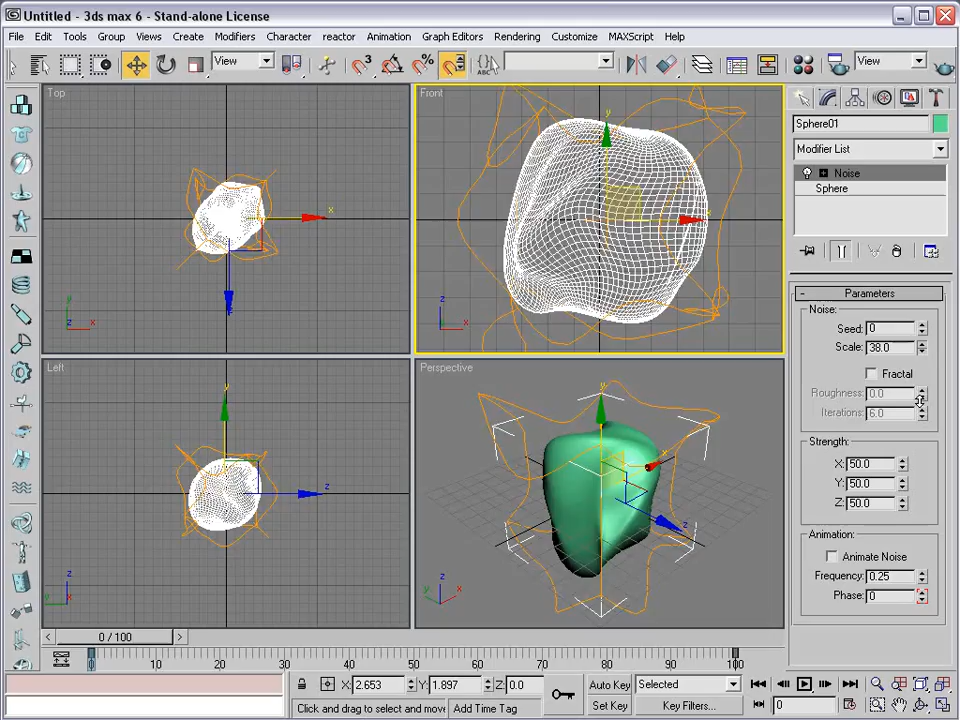 Untitled - 3ds max 6 - Stand-alone License
File Edit Tools Group Views Create Modifiers Character reactor Animation Graph Editors Rendering Customize MAXScript Help
View
View
Top
Front
Sphere01
Modifier List
Noise
Sphere
y
x
y
x
z
y
z x
z
y x
Parameters
Noise:
Seed: 0
Scale: 38.0
Fractal
Roughness: 0.0
Iterations: 6.0
Strength:
X: 50.0
Y: 50.0
Z: 50.0
Animation:
Animate Noise
Frequency: 0.25
Phase: 0
Left
Perspective
y
z
z
y x
y
x
z
z
y x
0 / 100
10 20 30 40 50 60 70 80 90 100
X: 2.653 Y: 1.897 Z: 0.0
Auto Key Selected
Set Key Key Filters...
0
Click and drag to select and move
Add Time Tag